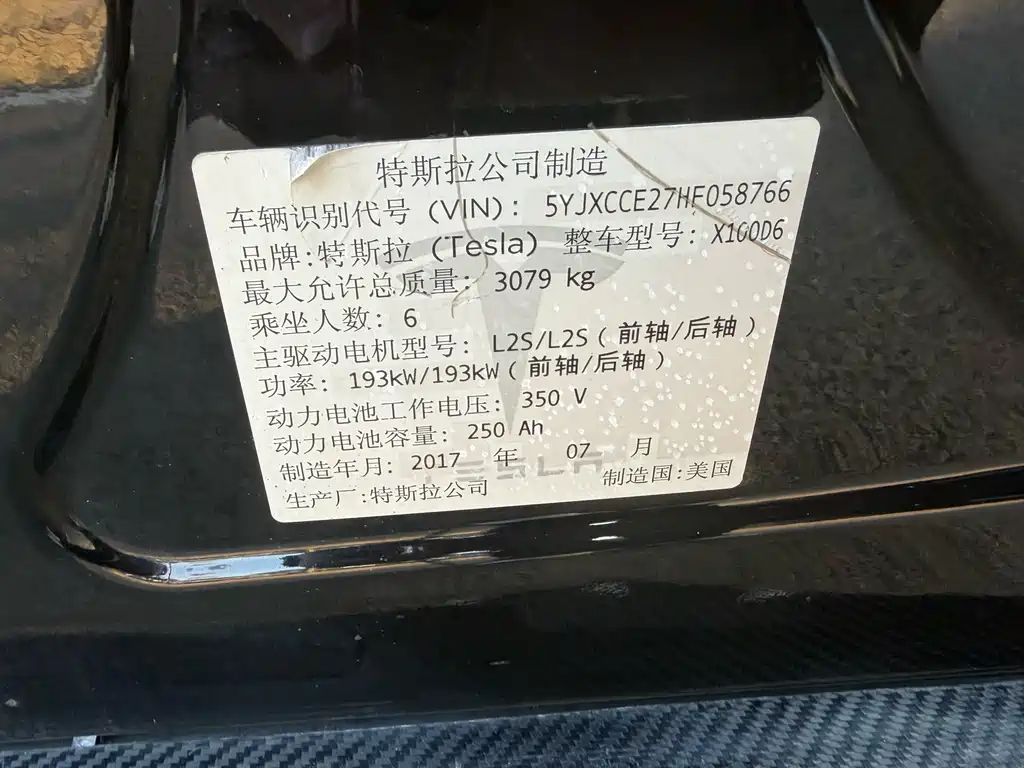 特斯拉公司制造
车辆识别代号 (VIN): 5YJXCCE27HF058766
品牌:特斯拉 (Tesla) 整车型号: X100D6
最大允许总质量: 3079 kg
乘坐人数: 6
主驱动电机型号: L2S/L2S (前轴/后轴)
功率: 193kW/193kW (前轴/后轴)
动力电池工作电压: 350 V
动力电池容量: 250 Ah
制造年月: 2017 年 07 月
生产厂:特斯拉公司 制造国:美国
TESLA